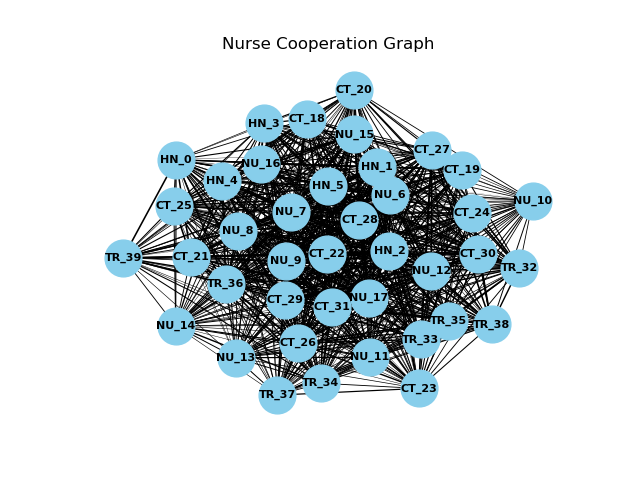 Nurse Cooperation Graph
CT_20
HN_3
CT_18
NU_15
CT_27
HN_0
NU_16
HN_1
CT_19
HN_4
HN_5
NU_6
NU_10
CT_25
NU_7
CT_28
CT_24
NU_8
TR_39
CT_21
NU_9
CT_22
HN_2
CT_30
TR_32
NU_12
TR_36
CT_29
CT_31
NU_17
NU_14
TR_35
TR_38
CT_26
TR_33
NU_13
NU_11
TR_37
TR_34
CT_23